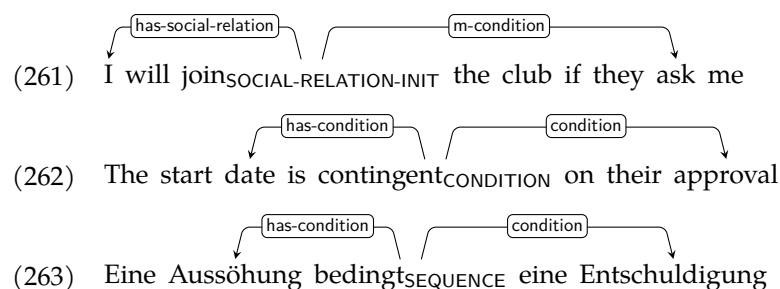 has-social-relation m-condition
(261) I will joinSOCIAL-RELATION-INIT the club if they ask me
has-condition condition
(262) The start date is contingentCONDITION on their approval
has-condition condition
(263) Eine Aussöhung bedingtSEQUENCE eine Entschuldigung